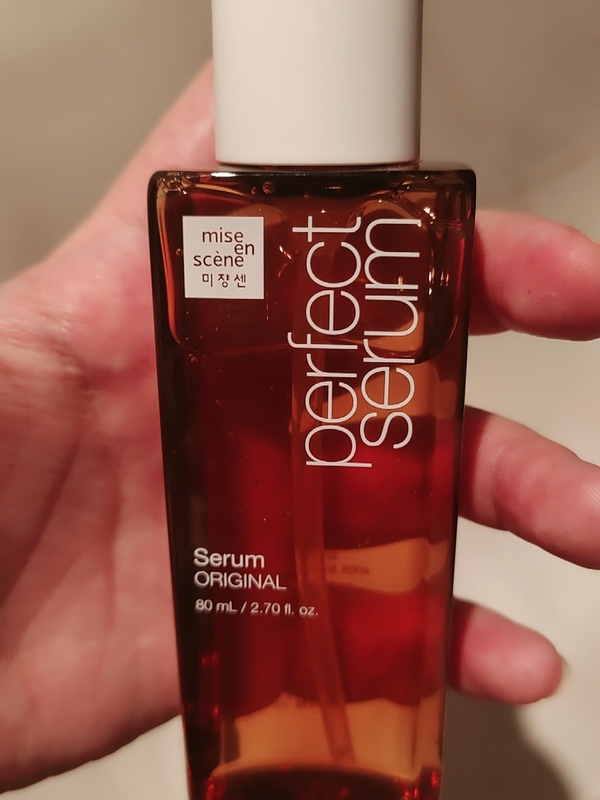 mise
en
scène
미쟝센
perfect
serum
Serum
ORIGINAL
80 mL / 2.70 fl. oz.